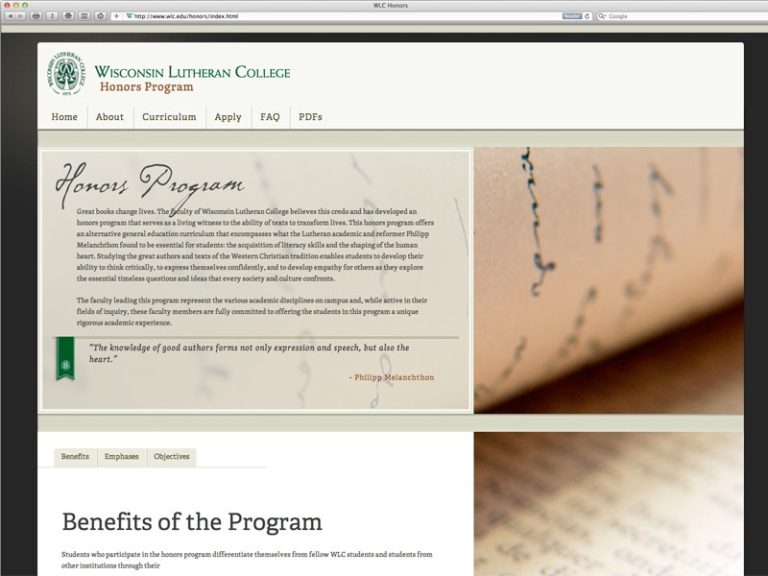 WLC Honors
http://www.wlc.edu/honors/index.html
Reader
Google
WISCONSIN LUTHERAN COLLEGE
Honors Program
Home
About
Curriculum
Apply
FAQ
PDFs
Honors Program
Great books change lives. The faculty of Wisconsin Lutheran College believes this credo and has developed an
honors program that serves as a living witness to the ability of texts to transform lives. This honors program offers
an alternative general education curriculum that encompasses what the Lutheran academic and reformer Philipp
Melanchthon found to be essential for students: the acquisition of literacy skills and the shaping of the human
heart. Studying the great authors and texts of the Western Christian tradition enables students to develop their
ability to think critically, to express themselves confidently, and to develop empathy for others as they explore
the essential timeless questions and ideas that every society and culture confronts.
The faculty leading this program represent the various academic disciplines on campus and, while active in their
fields of inquiry, these faculty members are fully committed to offering the students in this program a unique
rigorous academic experience.
"The knowledge of good authors forms not only expression and speech, but also the
heart."
- Philipp Melanchthon
Benefits
Emphases
Objectives
Benefits of the Program
Students who participate in the honors program differentiate themselves from fellow WLC students and students from
other institutions through their